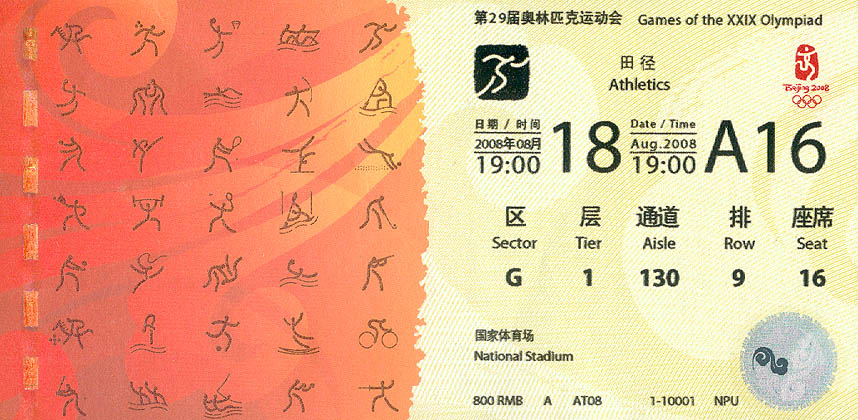 第29届奥林匹克运动会 Games of the XXIX Olympiad
田径
Athletics
Beijing 2008
日期 / 时间
2008年08月
19:00
18
Date / Time
Aug.2008
19:00
A16
区 层 通道 排 座席
Sector Tier Aisle Row Seat
G 1 130 9 16
国家体育场
National Stadium
800 RMB A AT08 1-10001 NPU